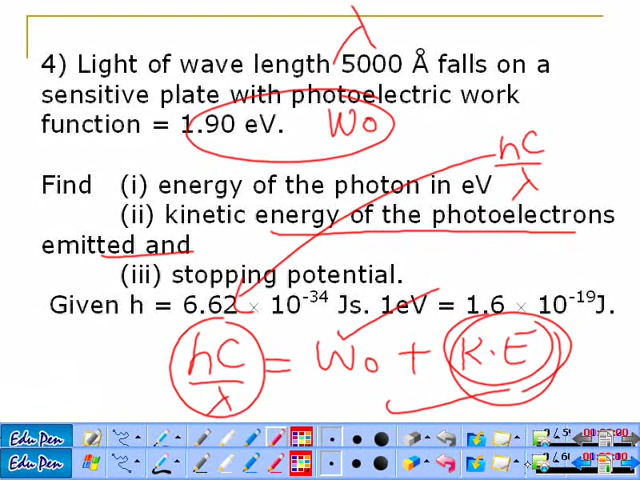 λ
4) Light of wave length 5000 Å falls on a
sensitive plate with photoelectric work
function = 1.90 eV. W₀
hC/λ
Find (i) energy of the photon in eV
(ii) kinetic energy of the photoelectrons
emitted and
(iii) stopping potential.
Given h = 6.62 × 10⁻³⁴ Js. 1eV = 1.6 × 10⁻¹⁹J.
hC/λ = W₀ + K.E
Edu Pen
Edu Pen